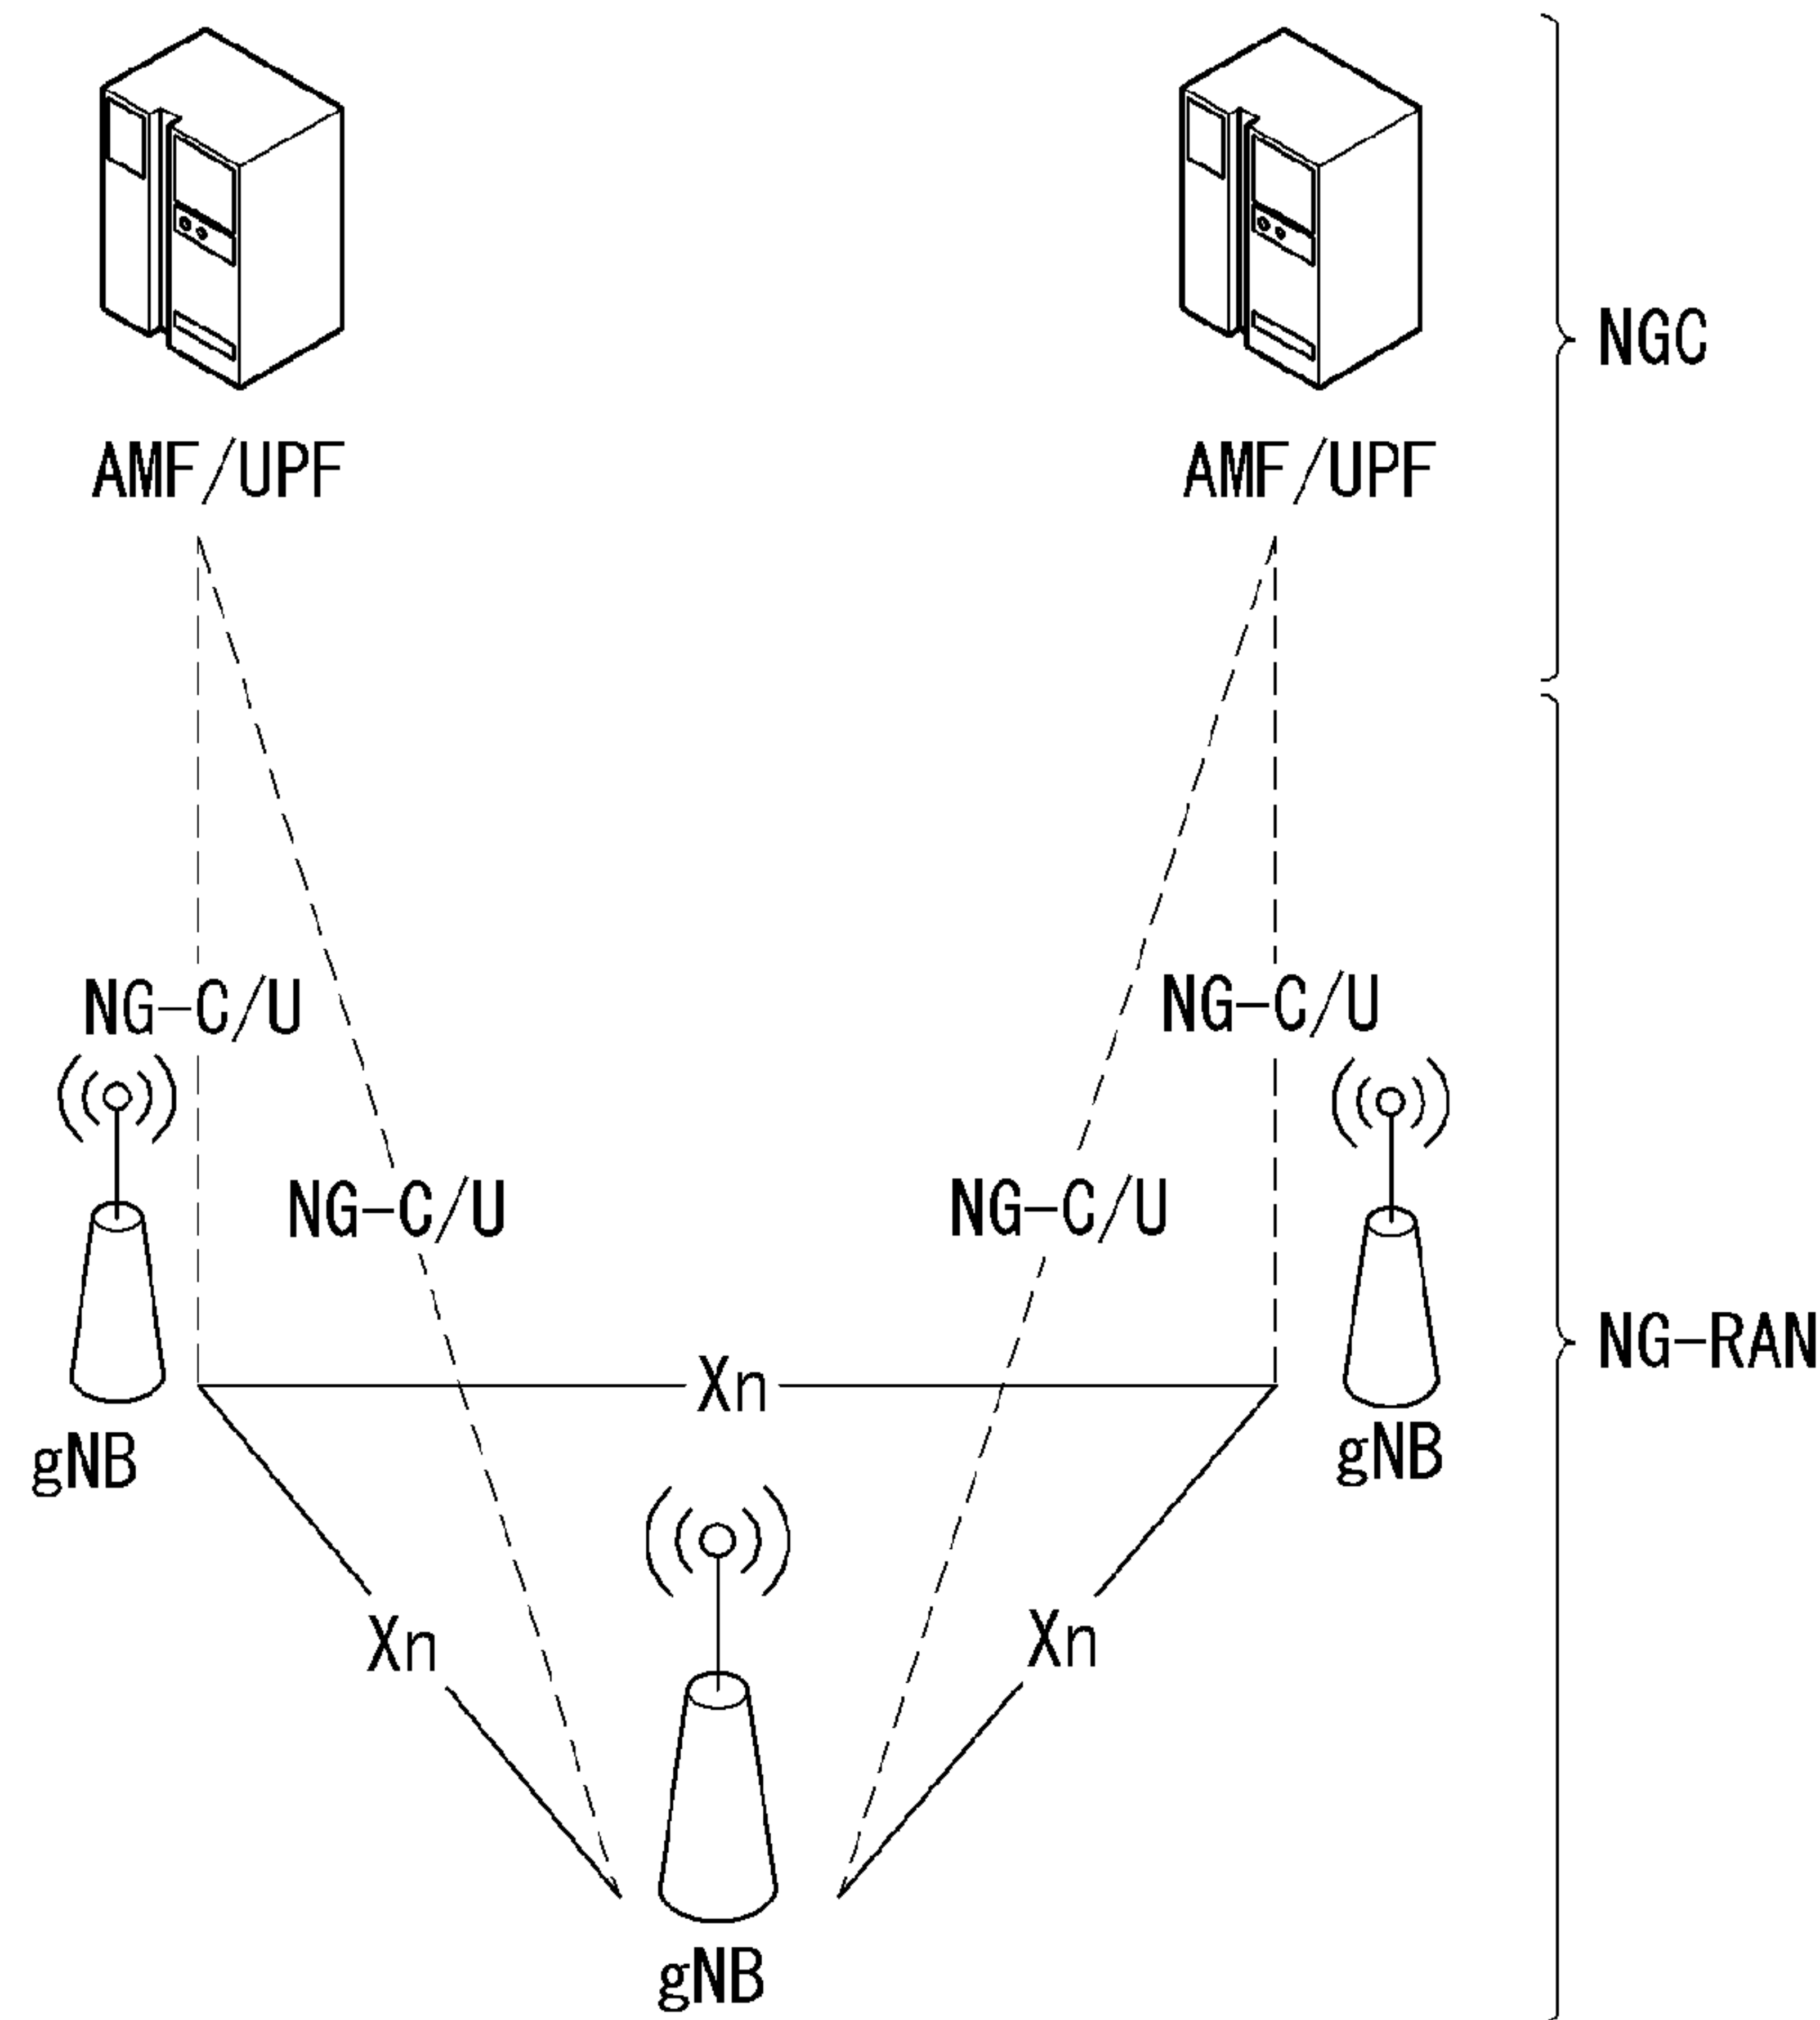 NGC
AMF/UPF
AMF/UPF
NG-C/U
NG-C/U
NG-C/U
NG-C/U
NG-RAN
Xn
gNB
gNB
Xn
Xn
gNB